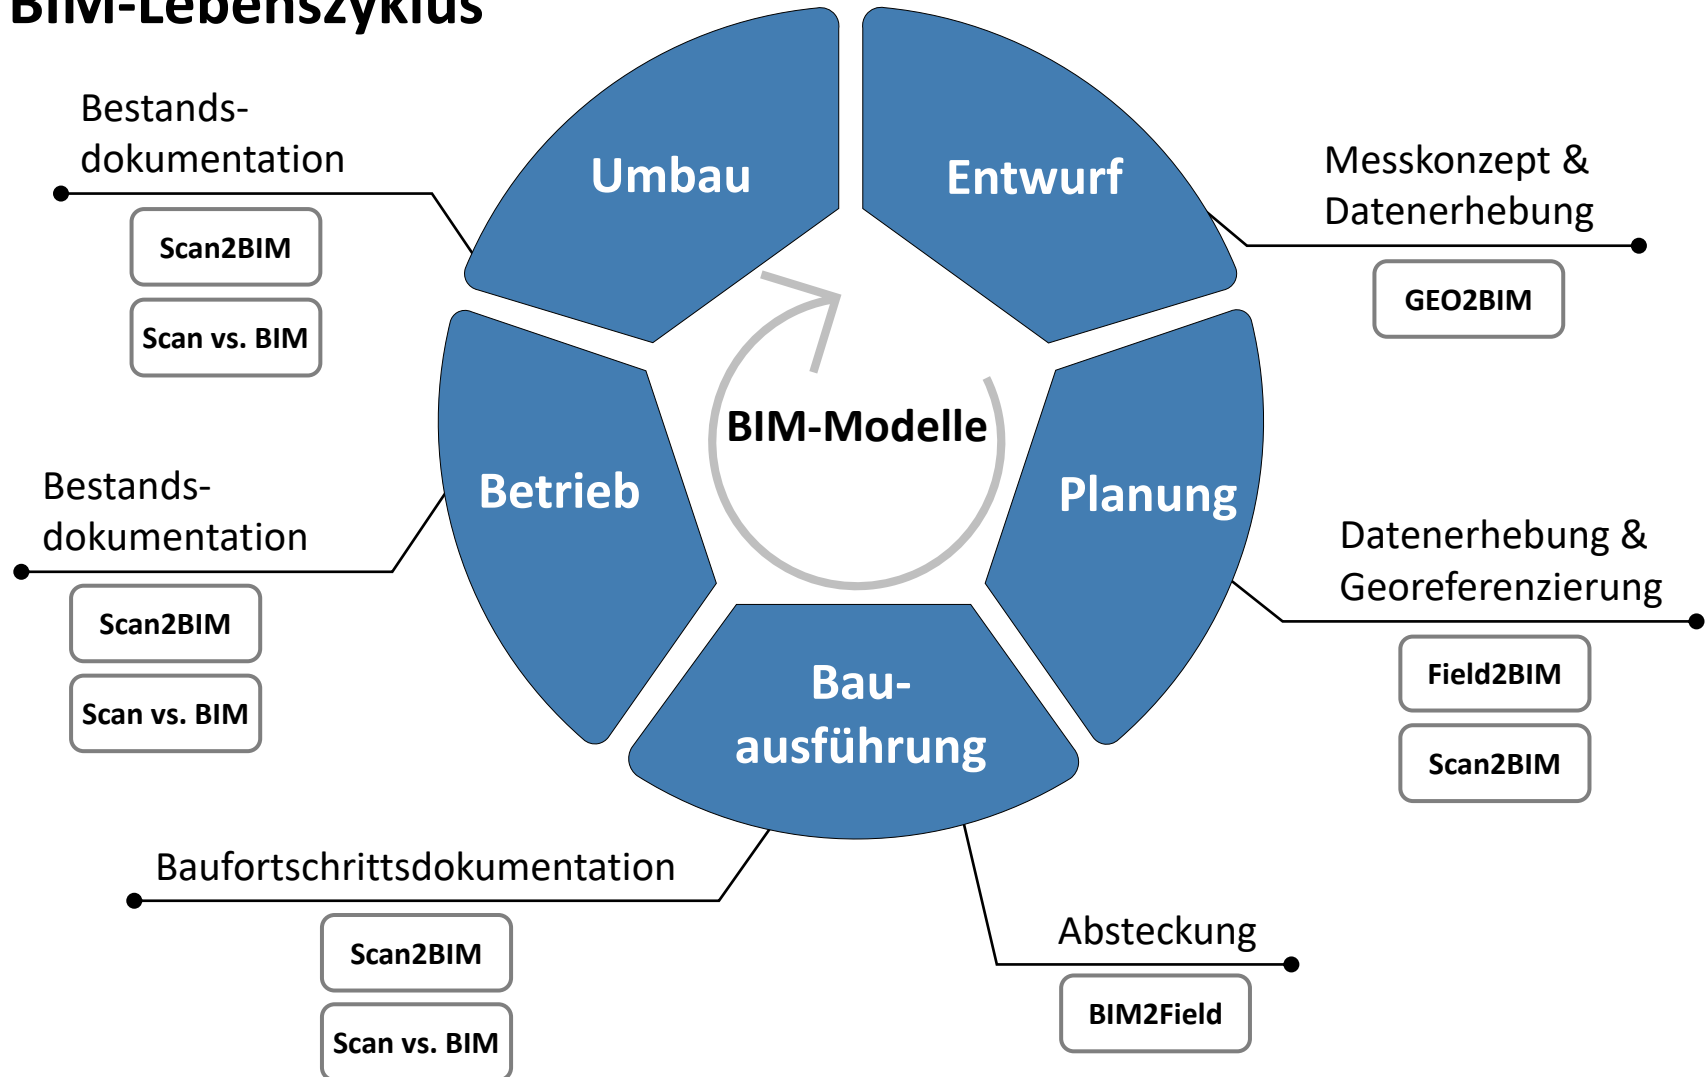 BIM-Lebenszyklus
Bestands-
dokumentation
Scan2BIM
Scan vs. BIM
Umbau
Entwurf
Messkonzept &
Datenerhebung
GEO2BIM
BIM-Modelle
Bestands-
dokumentation
Scan2BIM
Scan vs. BIM
Betrieb
Planung
Datenerhebung &
Georeferenzierung
Field2BIM
Scan2BIM
Bau-
ausführung
Baufortschrittsdokumentation
Scan2BIM
Scan vs. BIM
Absteckung
BIM2Field